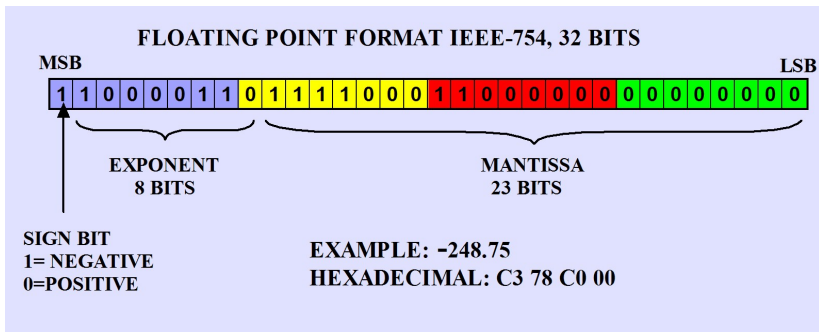 FLOATING POINT FORMAT IEEE-754, 32 BITS
MSB
LSB
1 1 0 0 0 0 1 1 0 1 1 1 1 0 0 0 1 1 0 0 0 0 0 0 0 0 0 0 0 0 0 0
EXPONENT
8 BITS
MANTISSA
23 BITS
SIGN BIT
1= NEGATIVE
0=POSITIVE
EXAMPLE: -248.75
HEXADECIMAL: C3 78 C0 00